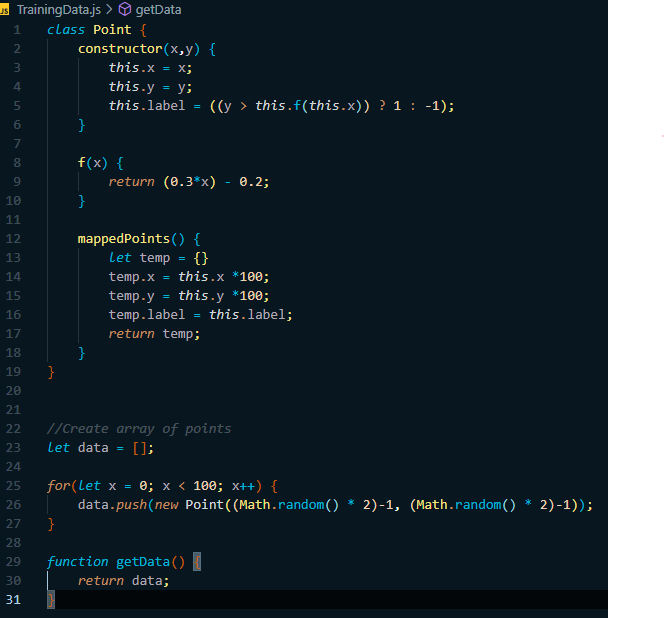 JS TrainingData.js > getData
1 class Point {
2 constructor(x,y) {
3 this.x = x;
4 this.y = y;
5 this.label = ((y > this.f(this.x)) ? 1 : -1);
6 }
7
8 f(x) {
9 return (0.3*x) - 0.2;
10 }
11
12 mappedPoints() {
13 let temp = {}
14 temp.x = this.x *100;
15 temp.y = this.y *100;
16 temp.label = this.label;
17 return temp;
18 }
19 }
20
21
22 //Create array of points
23 let data = [];
24
25 for(let x = 0; x < 100; x++) {
26 data.push(new Point((Math.random() * 2)-1, (Math.random() * 2)-1));
27 }
28
29 function getData() {
30 return data;
31 }